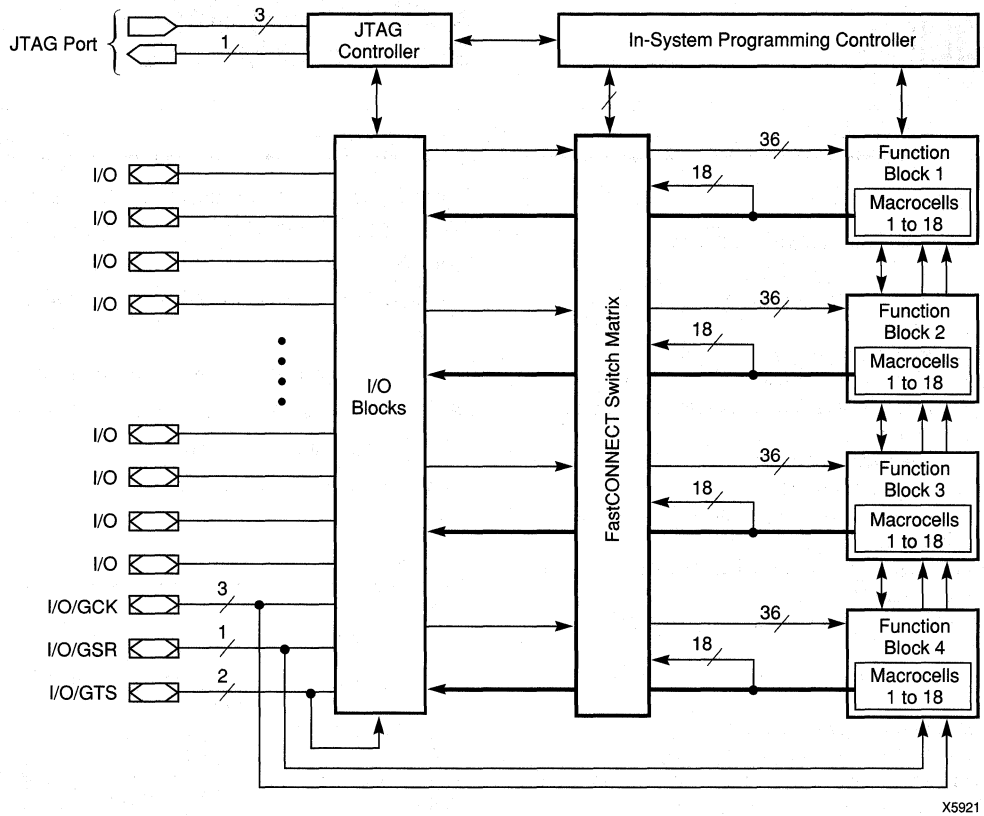 JTAG Port
3
1
JTAG
Controller
In-System Programming Controller
I/O
I/O
I/O
I/O
I/O
I/O
I/O
I/O
I/O/GCK
3
I/O/GSR
1
I/O/GTS
2
I/O
Blocks
FastCONNECT Switch Matrix
36
18
Function
Block 1
Macrocells
1 to 18
36
18
Function
Block 2
Macrocells
1 to 18
36
18
Function
Block 3
Macrocells
1 to 18
36
18
Function
Block 4
Macrocells
1 to 18
X5921